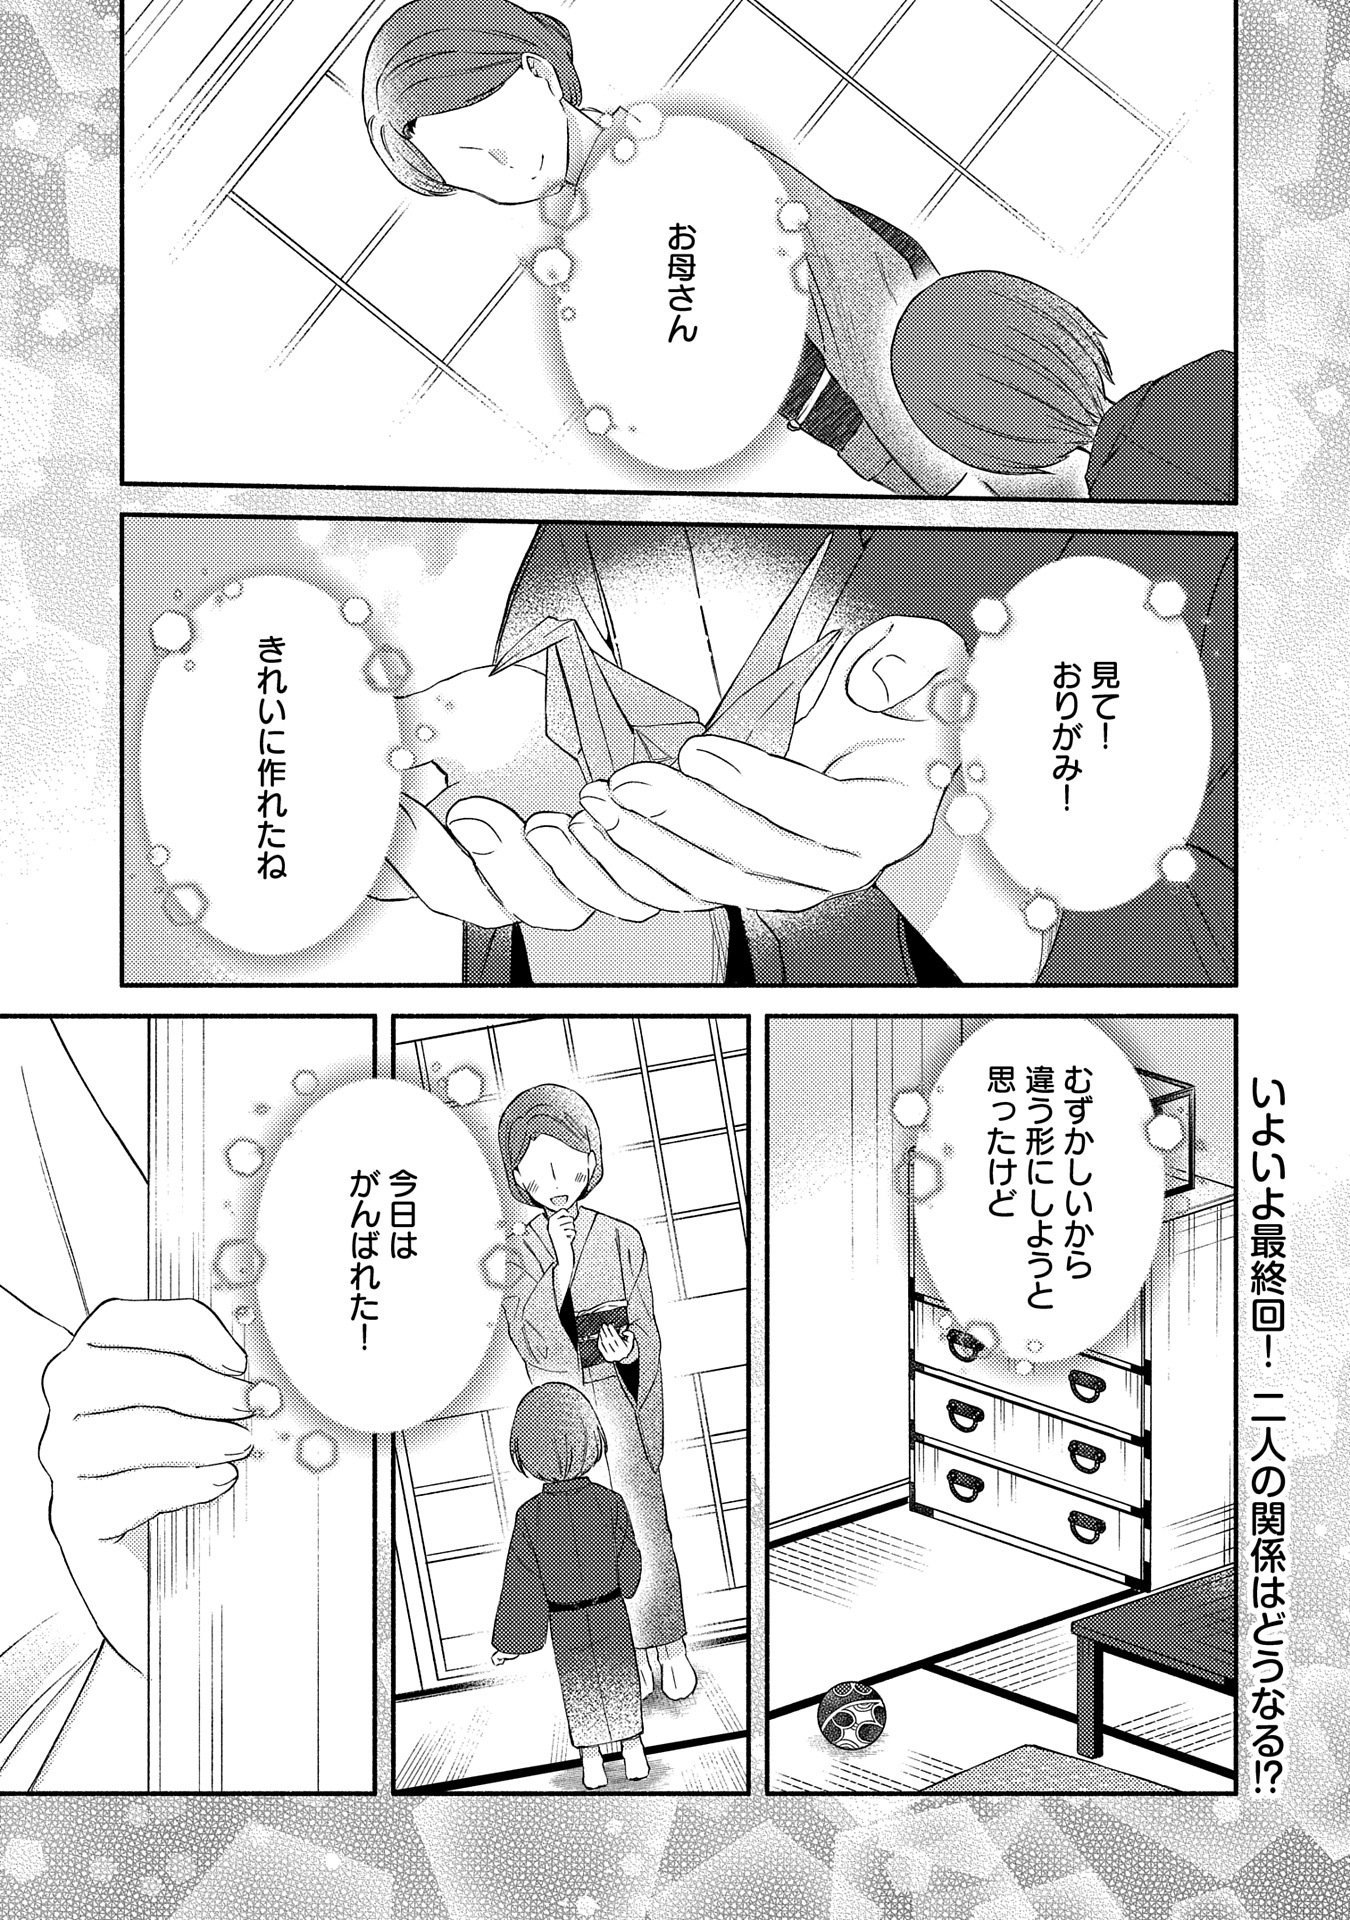 お母さん
見て！
おりがみ！
きれいに作れたね
むずかしいから
違う形にしようと
思ったけど
今日は
がんばれた！
いよいよ最終回！ 二人の関係はどうなる!?